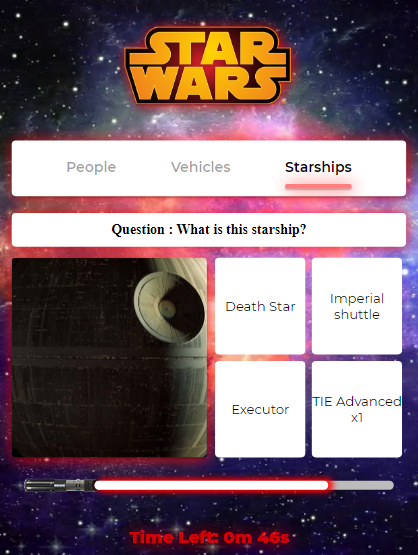 STAR
WARS
People Vehicles Starships
Question : What is this starship?
Death Star
Imperial
shuttle
Executor
TIE Advanced
x1
Time Left: 0m 46s